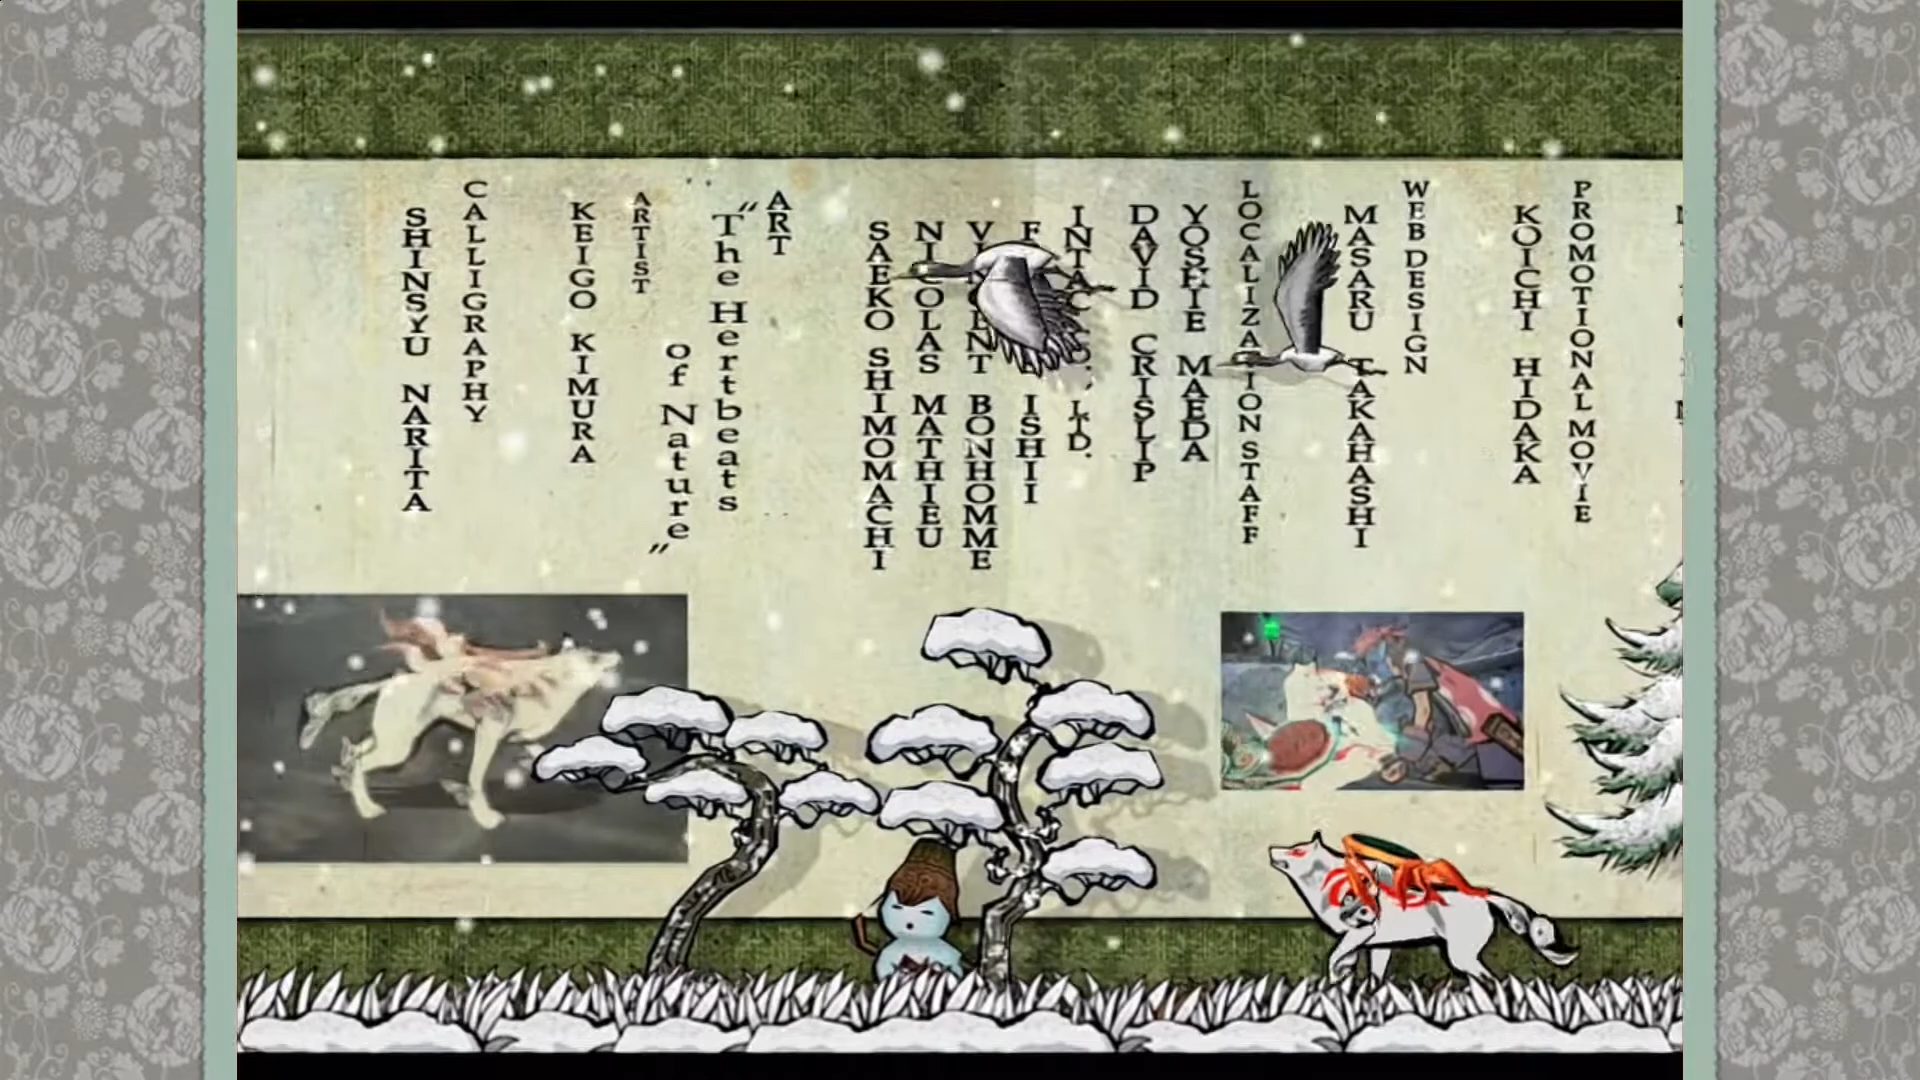 PROMOTIONAL MOVIE
KOICHI HIDAKA
WEB DESIGN
MASARU TAKAHASHI
LOCALIZATION STAFF
YOSHIE MAEDA
DAVID CRISLIP
LTD.
ISHII
BONHOMME
NICOLAS MATHIEU
SAEKO SHIMOMACHI
ART
"The Hertbeats
of Nature"
ARTIST
KEIGO KIMURA
CALLIGRAPHY
SHINSYU NARITA